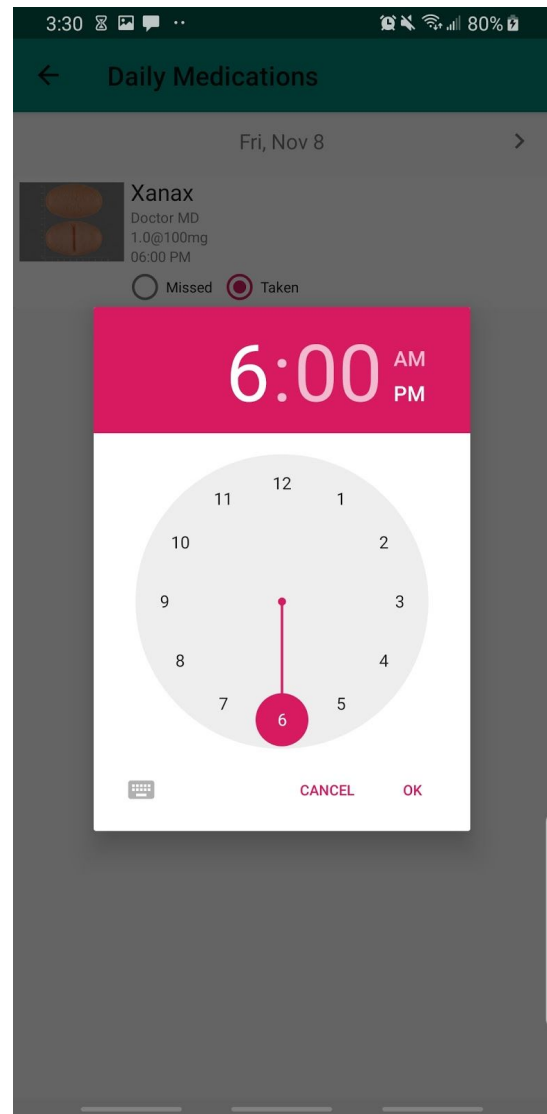 3:30 80%
Daily Medications
Fri, Nov 8
Xanax
Doctor MD
1.0@100mg
06:00 PM
Missed Taken
6:00 AM
PM
12
11 1
10 2
9 3
8 4
7 5
6
CANCEL OK